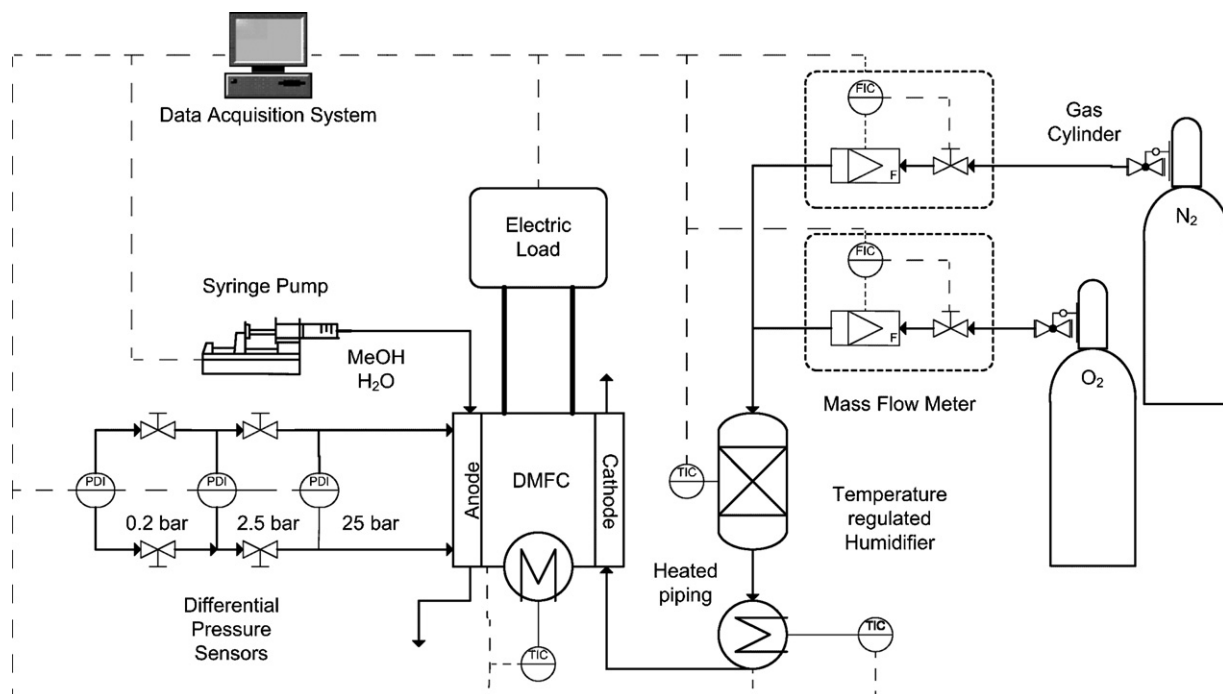 Data Acquisition System
FIC
Gas
Cylinder
F
N2
Electric
Load
FIC
Syringe Pump
F
MeOH
H2O
O2
Mass Flow Meter
PDI
PDI
PDI
Anode
DMFC
Cathode
TIC
0.2 bar
2.5 bar
25 bar
Temperature
regulated
Humidifier
Heated
piping
Differential
Pressure
Sensors
TIC
TIC